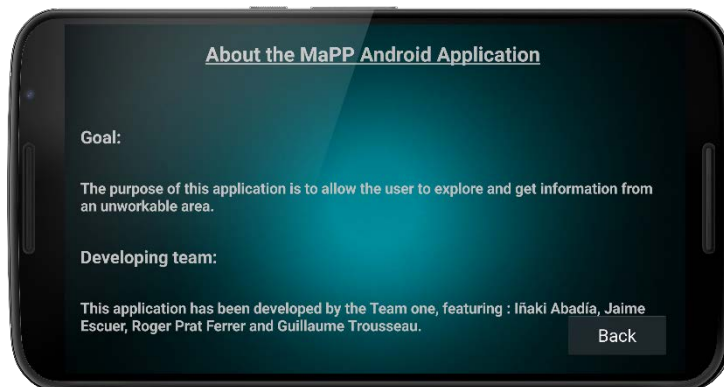 About the MaPP Android Application
Goal:
The purpose of this application is to allow the user to explore and get information from
an unworkable area.
Developing team:
This application has been developed by the Team one, featuring : Iñaki Abadía, Jaime
Escuer, Roger Prat Ferrer and Guillaume Trousseau.
Back